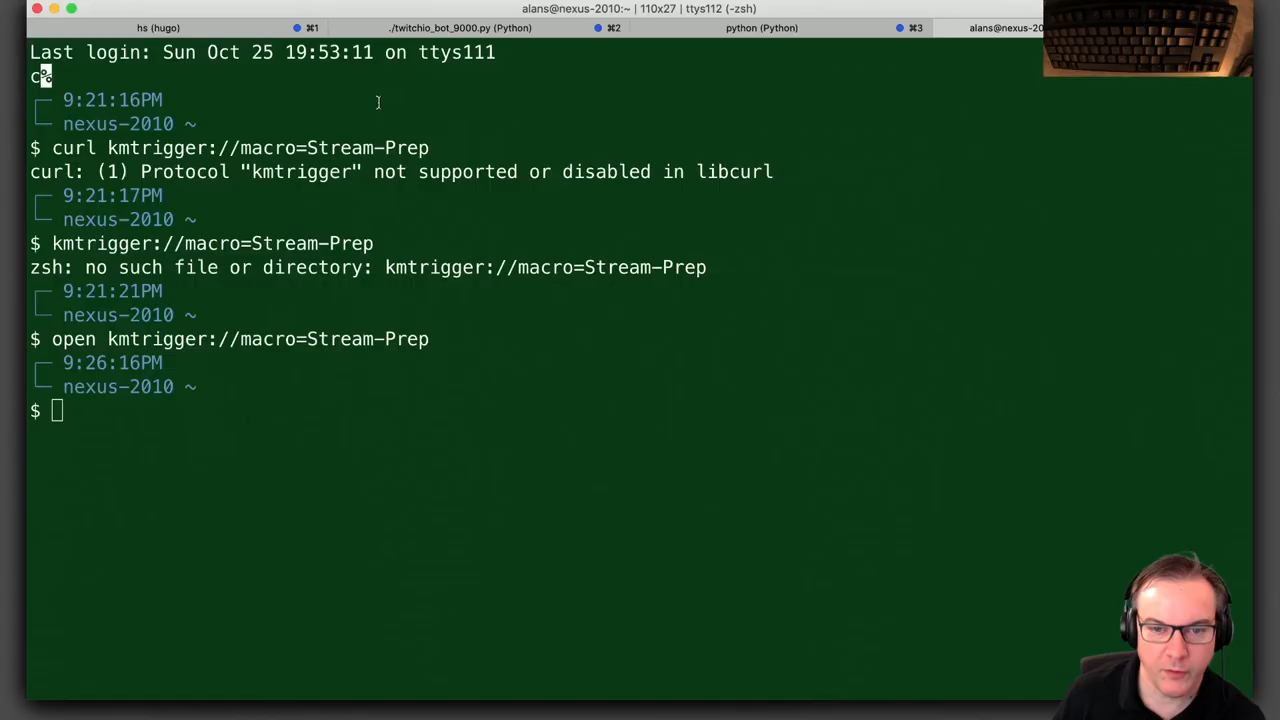 alans@nexus-2010:~ | 110x27 | ttys112 (-zsh)
hs (hugo) ⌘1 ./twitchio_bot_9000.py (Python) ⌘2 python (Python) ⌘3 alans@nexus-20
Last login: Sun Oct 25 19:53:11 on ttys111
c%
9:21:16PM
nexus-2010 ~
$ curl kmtrigger://macro=Stream-Prep
curl: (1) Protocol "kmtrigger" not supported or disabled in libcurl
9:21:17PM
nexus-2010 ~
$ kmtrigger://macro=Stream-Prep
zsh: no such file or directory: kmtrigger://macro=Stream-Prep
9:21:21PM
nexus-2010 ~
$ open kmtrigger://macro=Stream-Prep
9:26:16PM
nexus-2010 ~
$